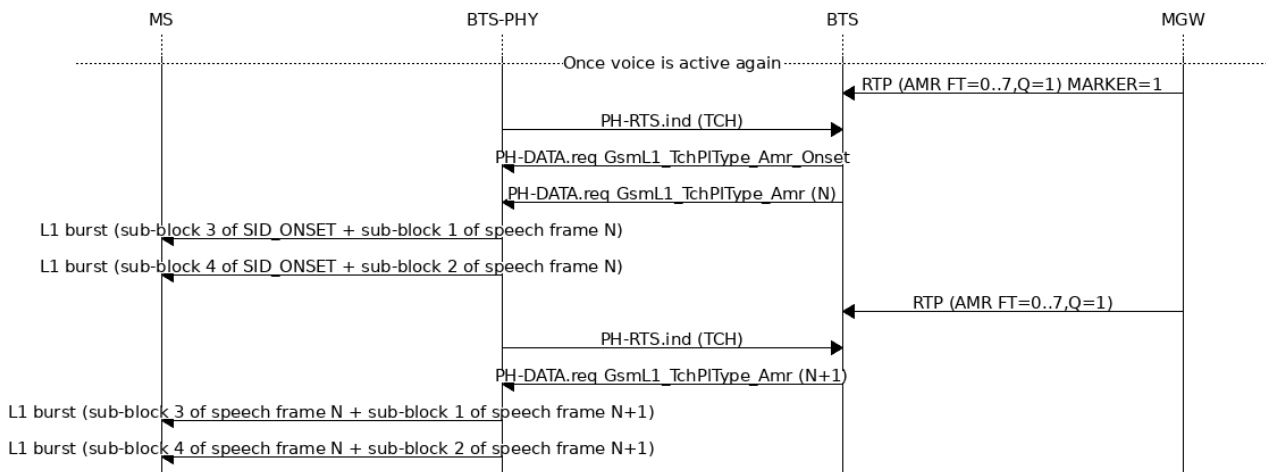 MS BTS-PHY BTS MGW
Once voice is active again
RTP (AMR FT=0..7,Q=1) MARKER=1
PH-RTS.ind (TCH)
PH-DATA.req GsmL1_TchPlType_Amr_Onset
PH-DATA.req GsmL1_TchPlType_Amr (N)
L1 burst (sub-block 3 of SID_ONSET + sub-block 1 of speech frame N)
L1 burst (sub-block 4 of SID_ONSET + sub-block 2 of speech frame N)
RTP (AMR FT=0..7,Q=1)
PH-RTS.ind (TCH)
PH-DATA.req GsmL1_TchPlType_Amr (N+1)
L1 burst (sub-block 3 of speech frame N + sub-block 1 of speech frame N+1)
L1 burst (sub-block 4 of speech frame N + sub-block 2 of speech frame N+1)